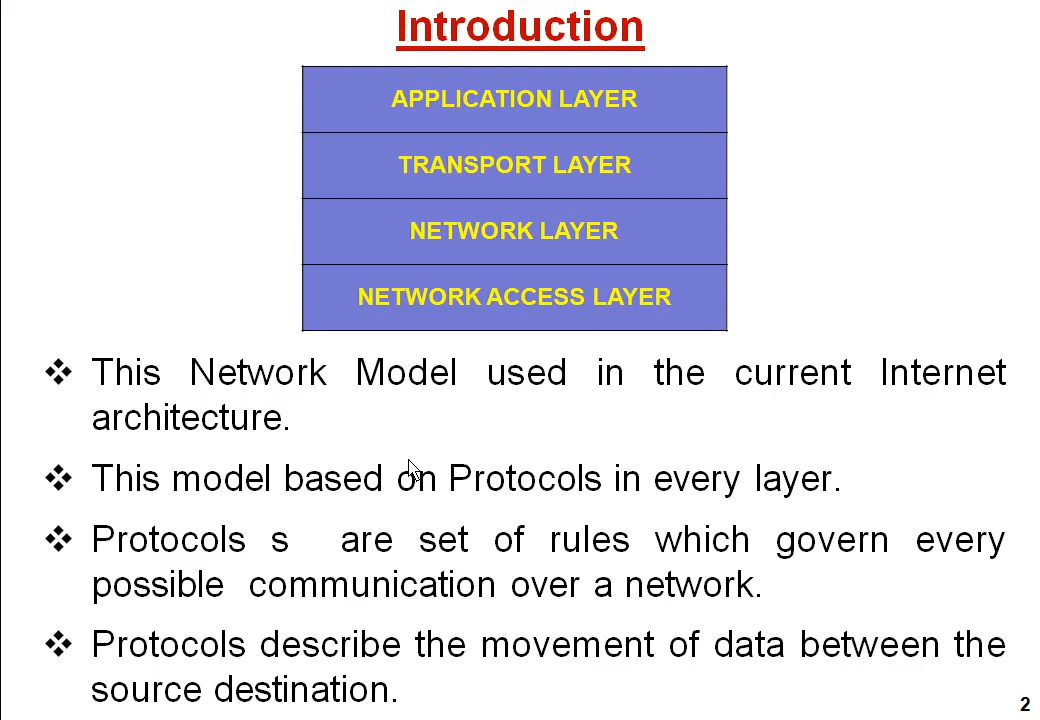 Introduction
APPLICATION LAYER
TRANSPORT LAYER
NETWORK LAYER
NETWORK ACCESS LAYER
❖ This Network Model used in the current Internet
architecture.
❖ This model based on Protocols in every layer.
❖ Protocols s are set of rules which govern every
possible communication over a network.
❖ Protocols describe the movement of data between the
source destination.
2